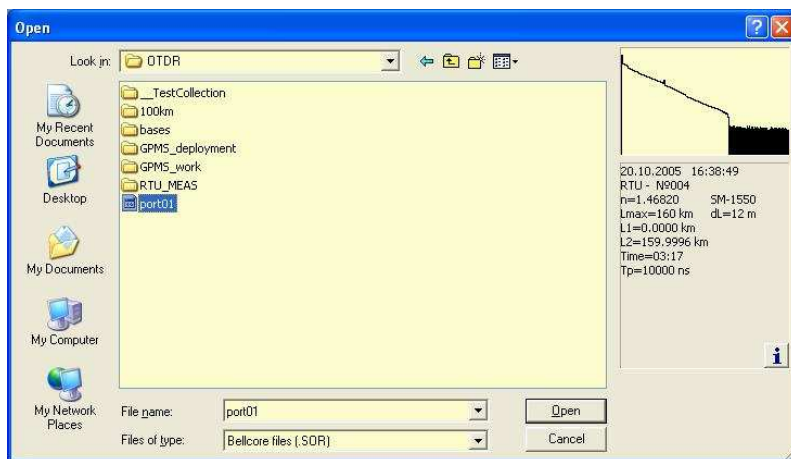 Open
Look in:
OTDR
__TestCollection
100km
bases
GPMS_deployment
GPMS_work
RTU_MEAS
port01
My Recent
Documents
Desktop
My Documents
My Computer
My Network
Places
File name:
port01
Open
Files of type:
Bellcore files (.SOR)
Cancel
20.10.2005 16:38:49
RTU - №004
n=1.46820 SM-1550
Lmax=160 km dL=12 m
L1=0.0000 km
L2=159.9996 km
Time=03:17
Tp=10000 ns
i